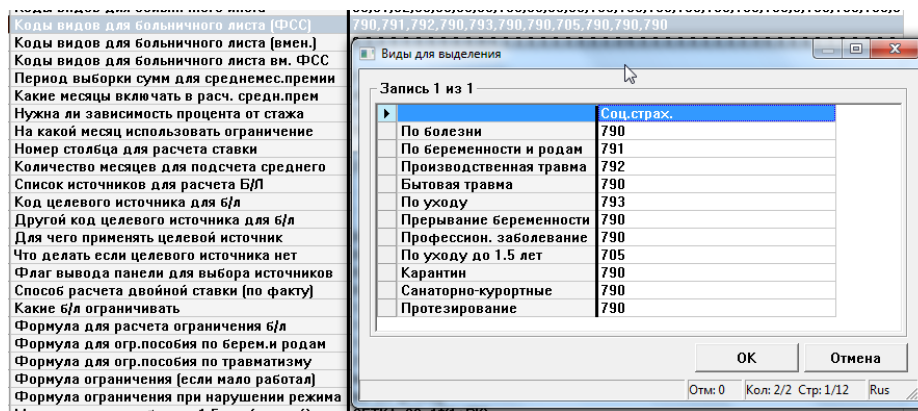 Коды видов для больничного листа (ФСС) 790,791,792,790,793,790,790,705,790,790,790
Коды видов для больничного листа (вмен.)
Коды видов для больничного листа вм. ФСС
Период выборки сумм для среднемес.премии
Какие месяцы включать в расч. средн.прем
Нужна ли зависимость процента от стажа
На какой месяц использовать ограничение
Номер столбца для расчета ставки
Количество месяцев для подсчета среднего
Список источников для расчета Б/Л
Код целевого источника для б/л
Другой код целевого источника для б/л
Для чего применять целевой источник
Что делать если целевого источника нет
Флаг вывода панели для выбора источников
Способ расчета двойной ставки (по факту)
Какие б/л ограничивать
Формула для расчета ограничения б/л
Формула для огр.пособия по берем.и родам
Формула для огр.пособия по травматизму
Формула ограничения (если мало работал)
Формула ограничения при нарушении режима
Виды для выделения
Запись 1 из 1
Соц.страх.
По болезни 790
По беременности и родам 791
Производственная травма 792
Бытовая травма 790
По уходу 793
Прерывание беременности 790
Профессион. заболевание 790
По уходу до 1.5 лет 705
Карантин 790
Санаторно-курортные 790
Протезирование 790
OK Отмена
Отм: 0 Кол: 2/2 Стр: 1/12 Rus